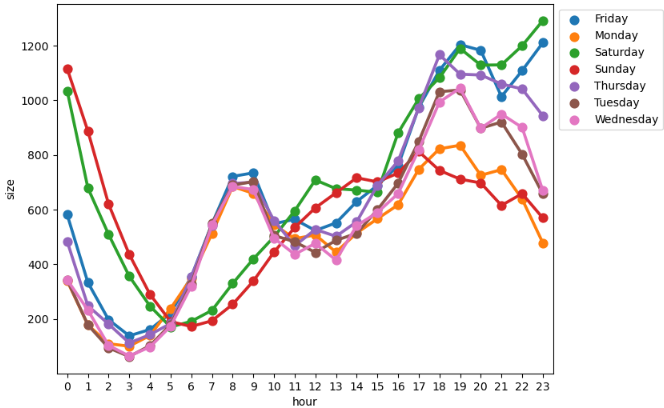 Friday
Monday
Saturday
Sunday
Thursday
Tuesday
Wednesday
1200
1000
800
600
400
200
size
0 1 2 3 4 5 6 7 8 9 10 11 12 13 14 15 16 17 18 19 20 21 22 23
hour